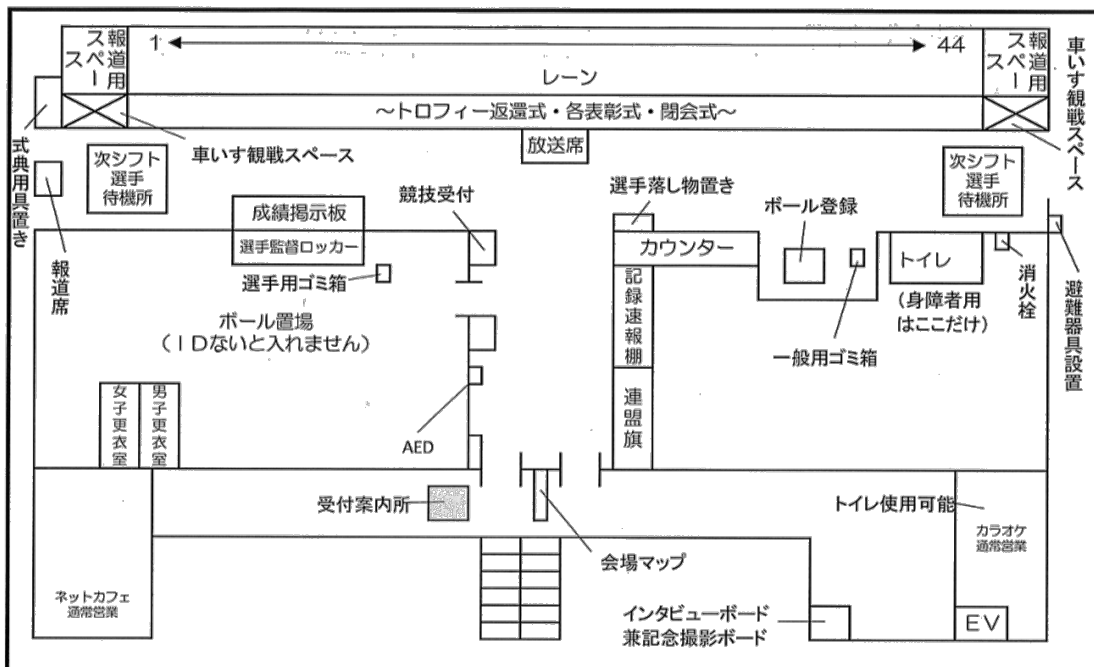 報道用
スペース
1
44
レーン
報道用
スペース
車いす観戦スペース
～トロフィー返還式・各表彰式・閉会式～
放送席
式典用具置き
車いす観戦スペース
次シフト
選手
待機所
次シフト
選手
待機所
報道席
成績掲示板
選手監督ロッカー
競技受付
選手落し物置き
ボール登録
カウンター
トイレ
消火栓
避難器具設置
選手用ゴミ箱
(身障者用
はここだけ)
ボール置場
(IDないと入れません)
記録速報棚
一般用ゴミ箱
女子更衣室
男子更衣室
AED
連盟旗
受付案内所
トイレ使用可能
カラオケ
通常営業
会場マップ
ネットカフェ
通常営業
インタビューボード
兼記念撮影ボード
EV